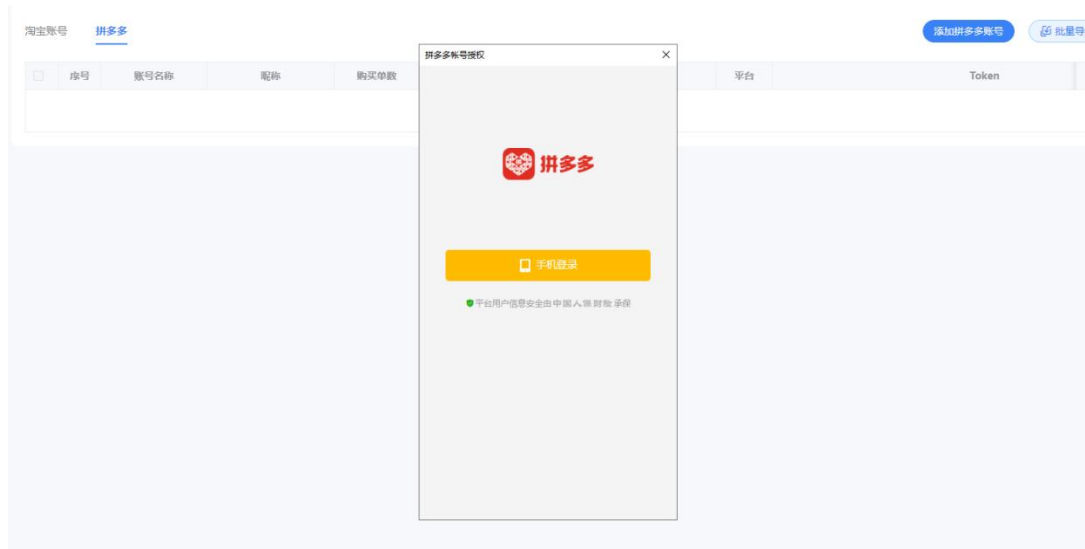 淘宝账号 拼多多 添加拼多多账号 批量导
拼多多帐号授权
序号 账号名称 昵称 购买单数 平台 Token
拼多多
手机登录
平台用户信息安全由中国人保财险承保